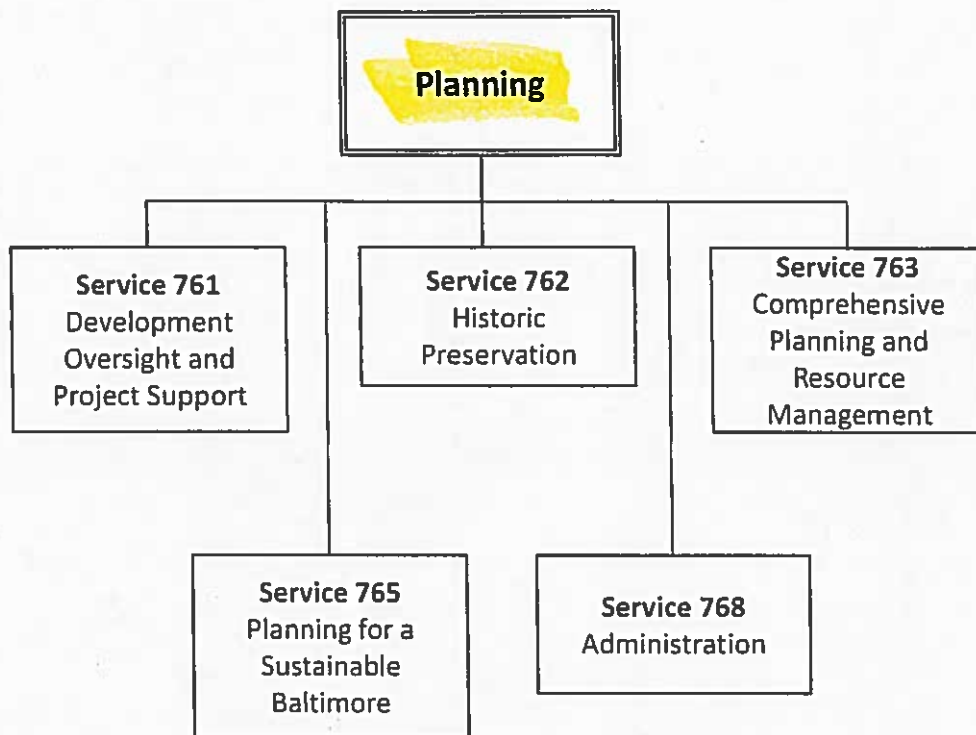 Planning
Service 761
Development
Oversight and
Project Support
Service 762
Historic
Preservation
Service 763
Comprehensive
Planning and
Resource
Management
Service 765
Planning for a
Sustainable
Baltimore
Service 768
Administration